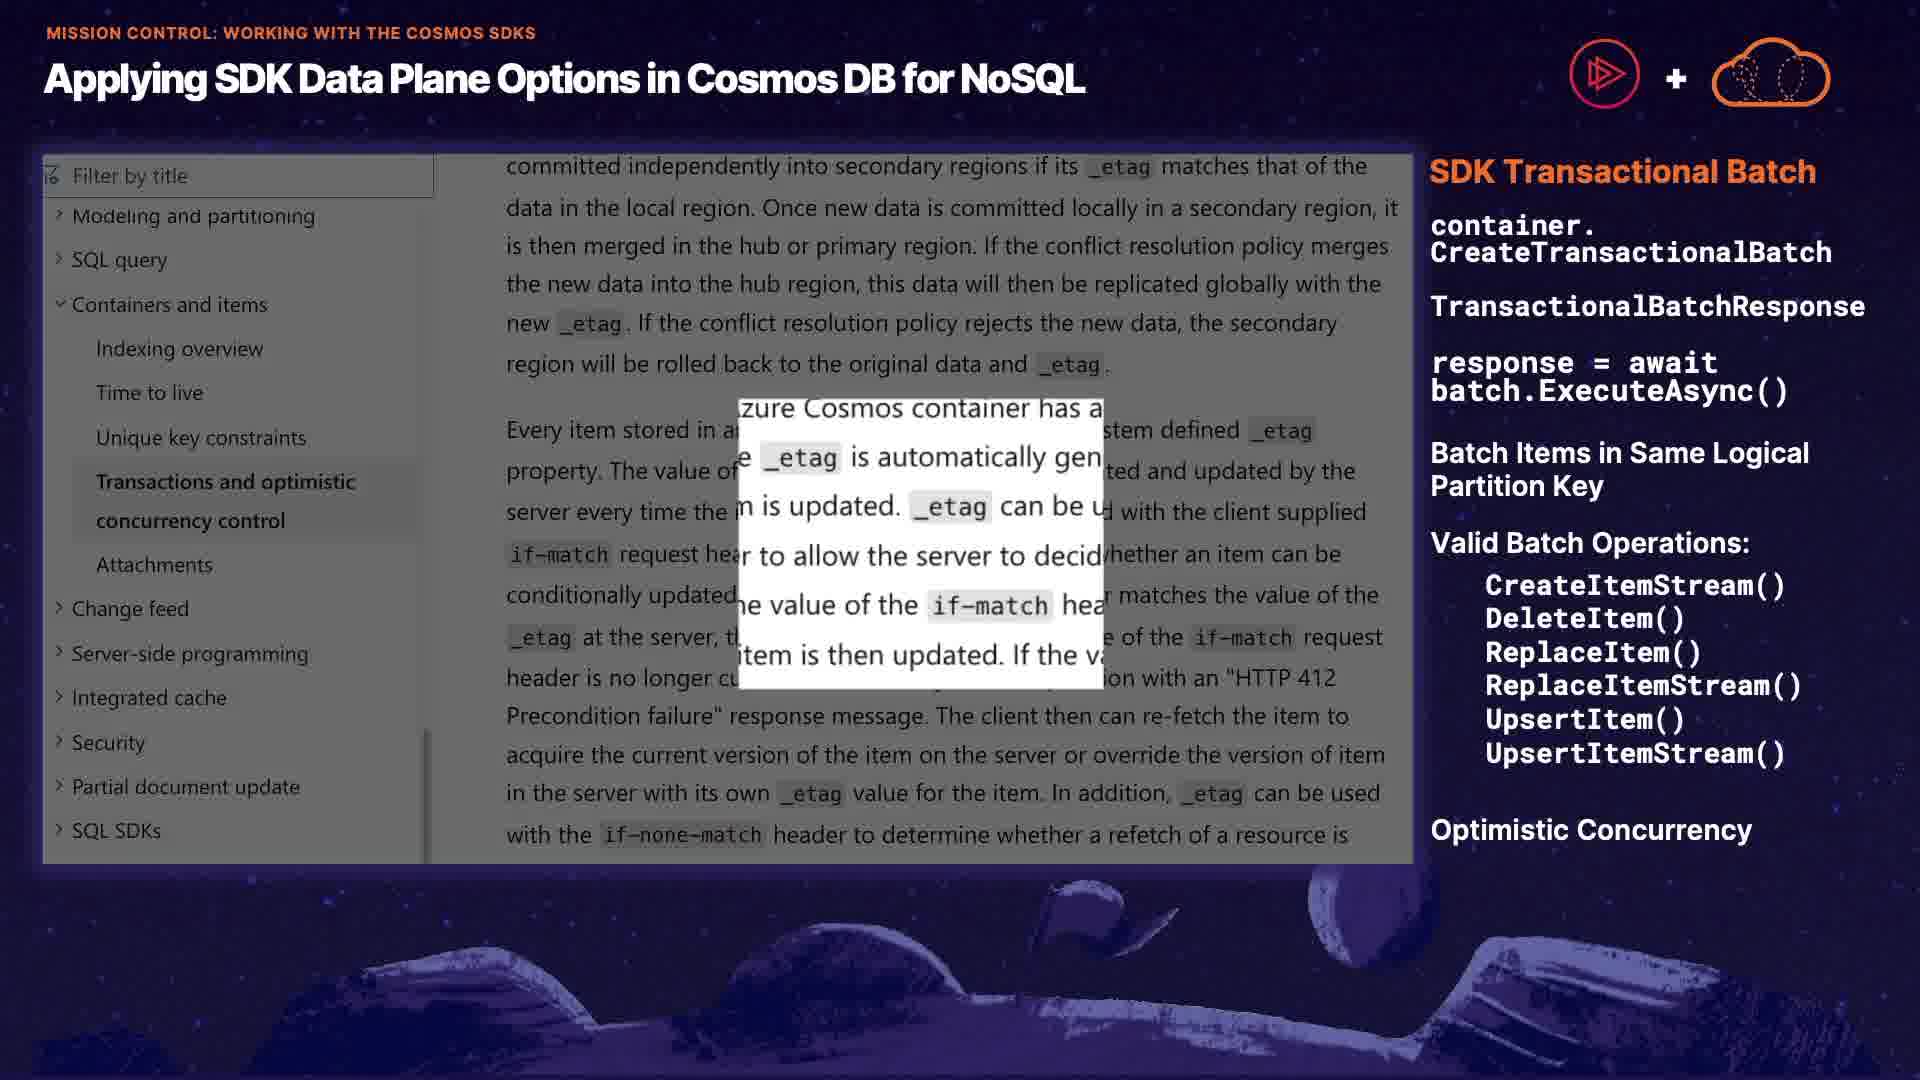 MISSION CONTROL: WORKING WITH THE COSMOS SDKS
Applying SDK Data Plane Options in Cosmos DB for NoSQL
+
Filter by title
Modeling and partitioning
SQL query
Containers and items
Indexing overview
Time to live
Unique key constraints
Transactions and optimistic
concurrency control
Attachments
Change feed
Server-side programming
Integrated cache
Security
Partial document update
SQL SDKs
committed independently into secondary regions if its _etag matches that of the
data in the local region. Once new data is committed locally in a secondary region, it
is then merged in the hub or primary region. If the conflict resolution policy merges
the new data into the hub region, this data will then be replicated globally with the
new _etag. If the conflict resolution policy rejects the new data, the secondary
region will be rolled back to the original data and _etag.
Every item stored in a stem defined _etag
property. The value of ted and updated by the
server every time the d with the client supplied
if-match request hea whether an item can be
conditionally updated r matches the value of the
_etag at the server, t e of the if-match request
header is no longer cu ion with an "HTTP 412
Precondition failure" response message. The client then can re-fetch the item to
acquire the current version of the item on the server or override the version of item
in the server with its own _etag value for the item. In addition, _etag can be used
with the if-none-match header to determine whether a refetch of a resource is
zure Cosmos container has a
e _etag is automatically gen
m is updated. _etag can be u
r to allow the server to decid
he value of the if-match hea
item is then updated. If the va
SDK Transactional Batch
container.
CreateTransactionalBatch
TransactionalBatchResponse
response = await
batch.ExecuteAsync()
Batch Items in Same Logical
Partition Key
Valid Batch Operations:
CreateItemStream()
DeleteItem()
ReplaceItem()
ReplaceItemStream()
UpsertItem()
UpsertItemStream()
Optimistic Concurrency